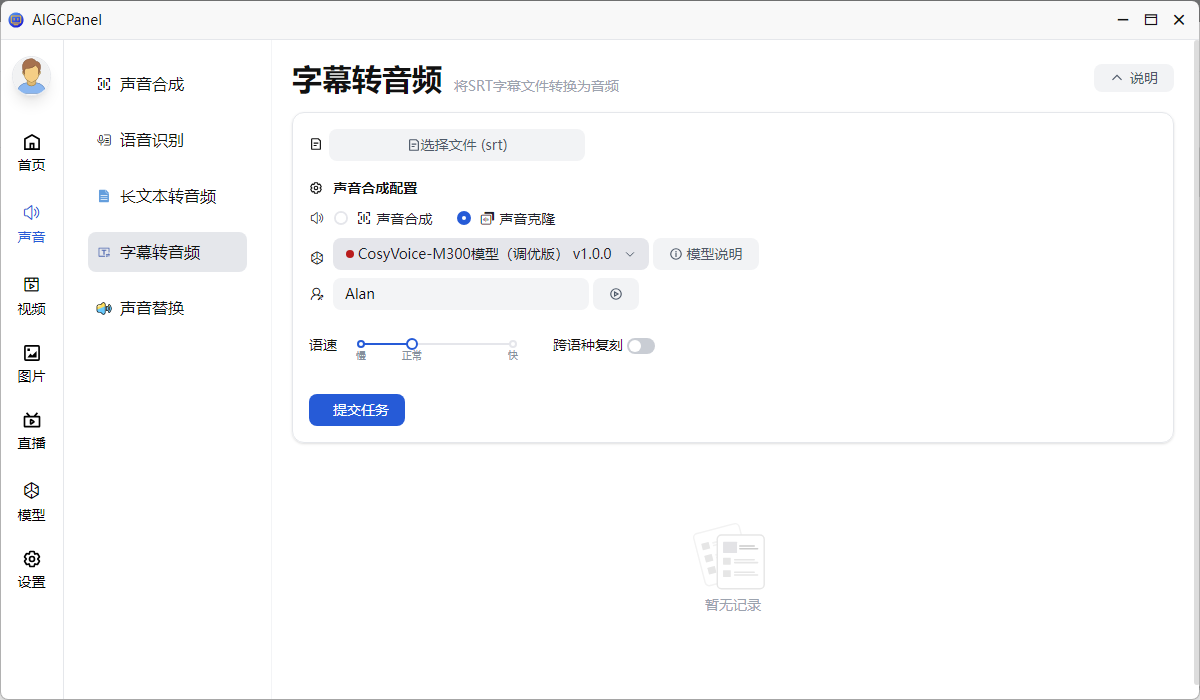 AIGCPanel
首页
声音
视频
图片
直播
模型
设置
声音合成
语音识别
长文本转音频
字幕转音频
声音替换
字幕转音频 将SRT字幕文件转换为音频
说明
选择文件 (srt)
声音合成配置
声音合成 声音克隆
CosyVoice-M300模型（调优版） v1.0.0 模型说明
Alan
语速 慢 正常 快 跨语种复刻
提交任务
暂无记录